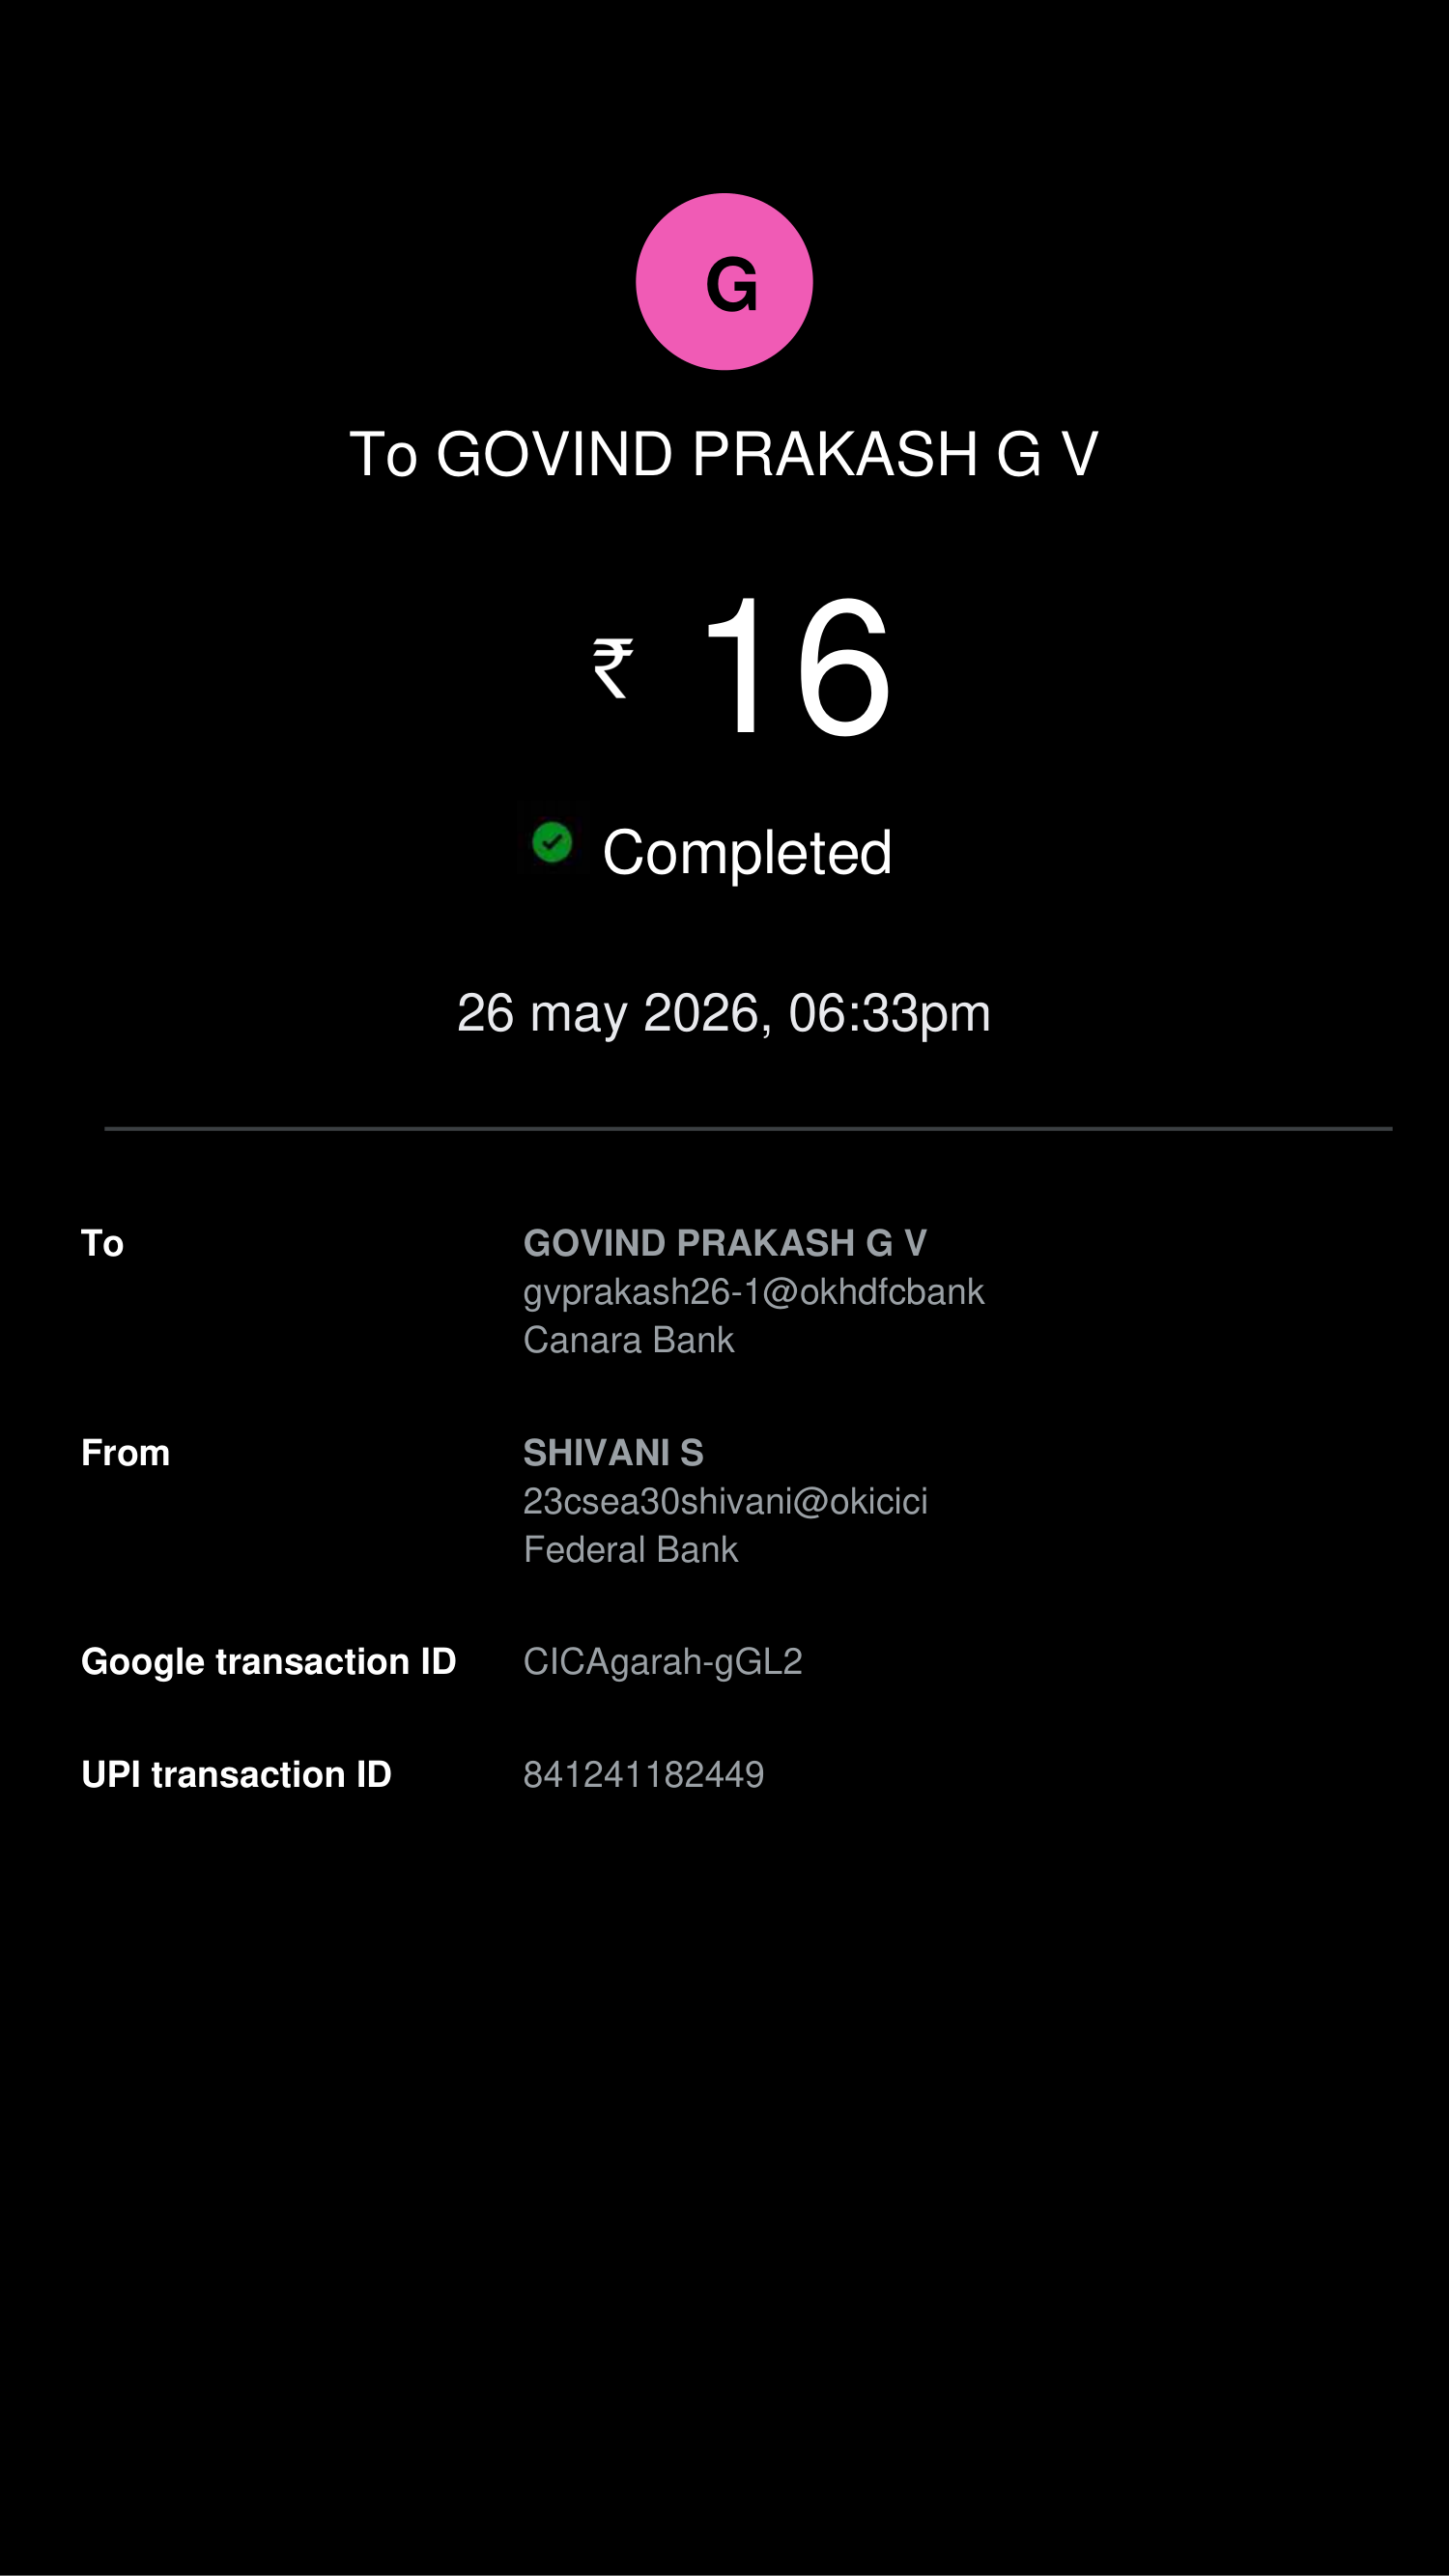 G
To GOVIND PRAKASH G V
₹ 16
Completed
26 may 2026, 06:33pm
To GOVIND PRAKASH G V
gvprakash26-1@okhdfcbank
Canara Bank
From SHIVANI S
23csea30shivani@okicici
Federal Bank
Google transaction ID CICAgarah-gGL2
UPI transaction ID 841241182449